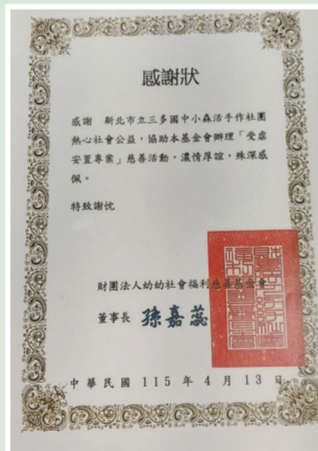 感謝狀
感謝　新北市立三多國中小森活手作社團
熱心社會公益，協助本基金會辦理「受虐
安置專案」慈善活動，濃情厚誼，殊深感
佩。
特致謝忱
財團法人幼幼社會福利慈善基金會
董事長　孫嘉蕊
中華民國 115 年 4 月 13 日